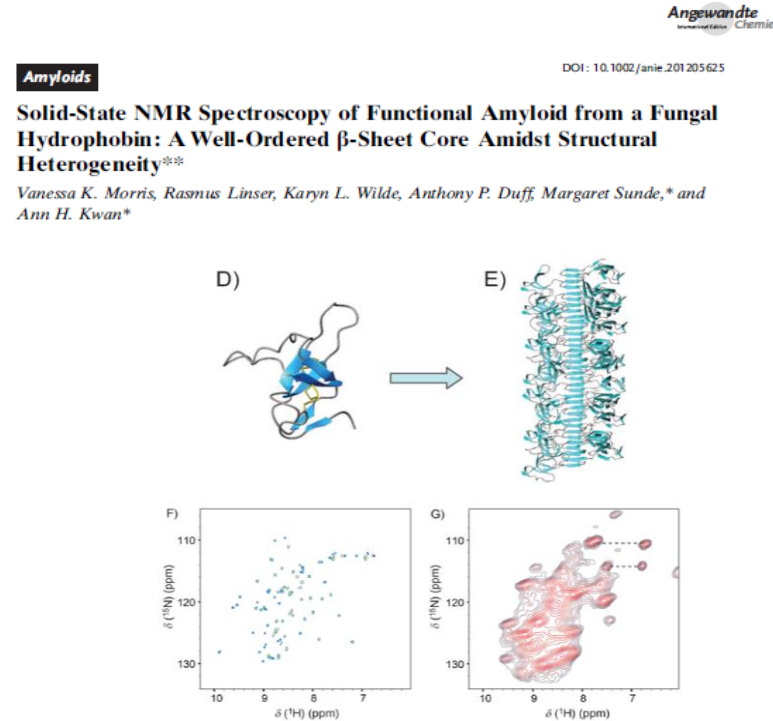 Angewandte
International Edition Chemie
DOI: 10.1002/anie.201205625
Amyloids
Solid-State NMR Spectroscopy of Functional Amyloid from a Fungal
Hydrophobin: A Well-Ordered β-Sheet Core Amidst Structural
Heterogeneity**
Vanessa K. Morris, Rasmus Linser, Karyn L. Wilde, Anthony P. Duff, Margaret Sunde,* and
Ann H. Kwan*
D) E)
F) G)
110 110
120 120
130 130
δ (¹⁵N) (ppm) δ (¹⁵N) (ppm)
10 9 8 7 10 9 8 7
δ (¹H) (ppm) δ (¹H) (ppm)